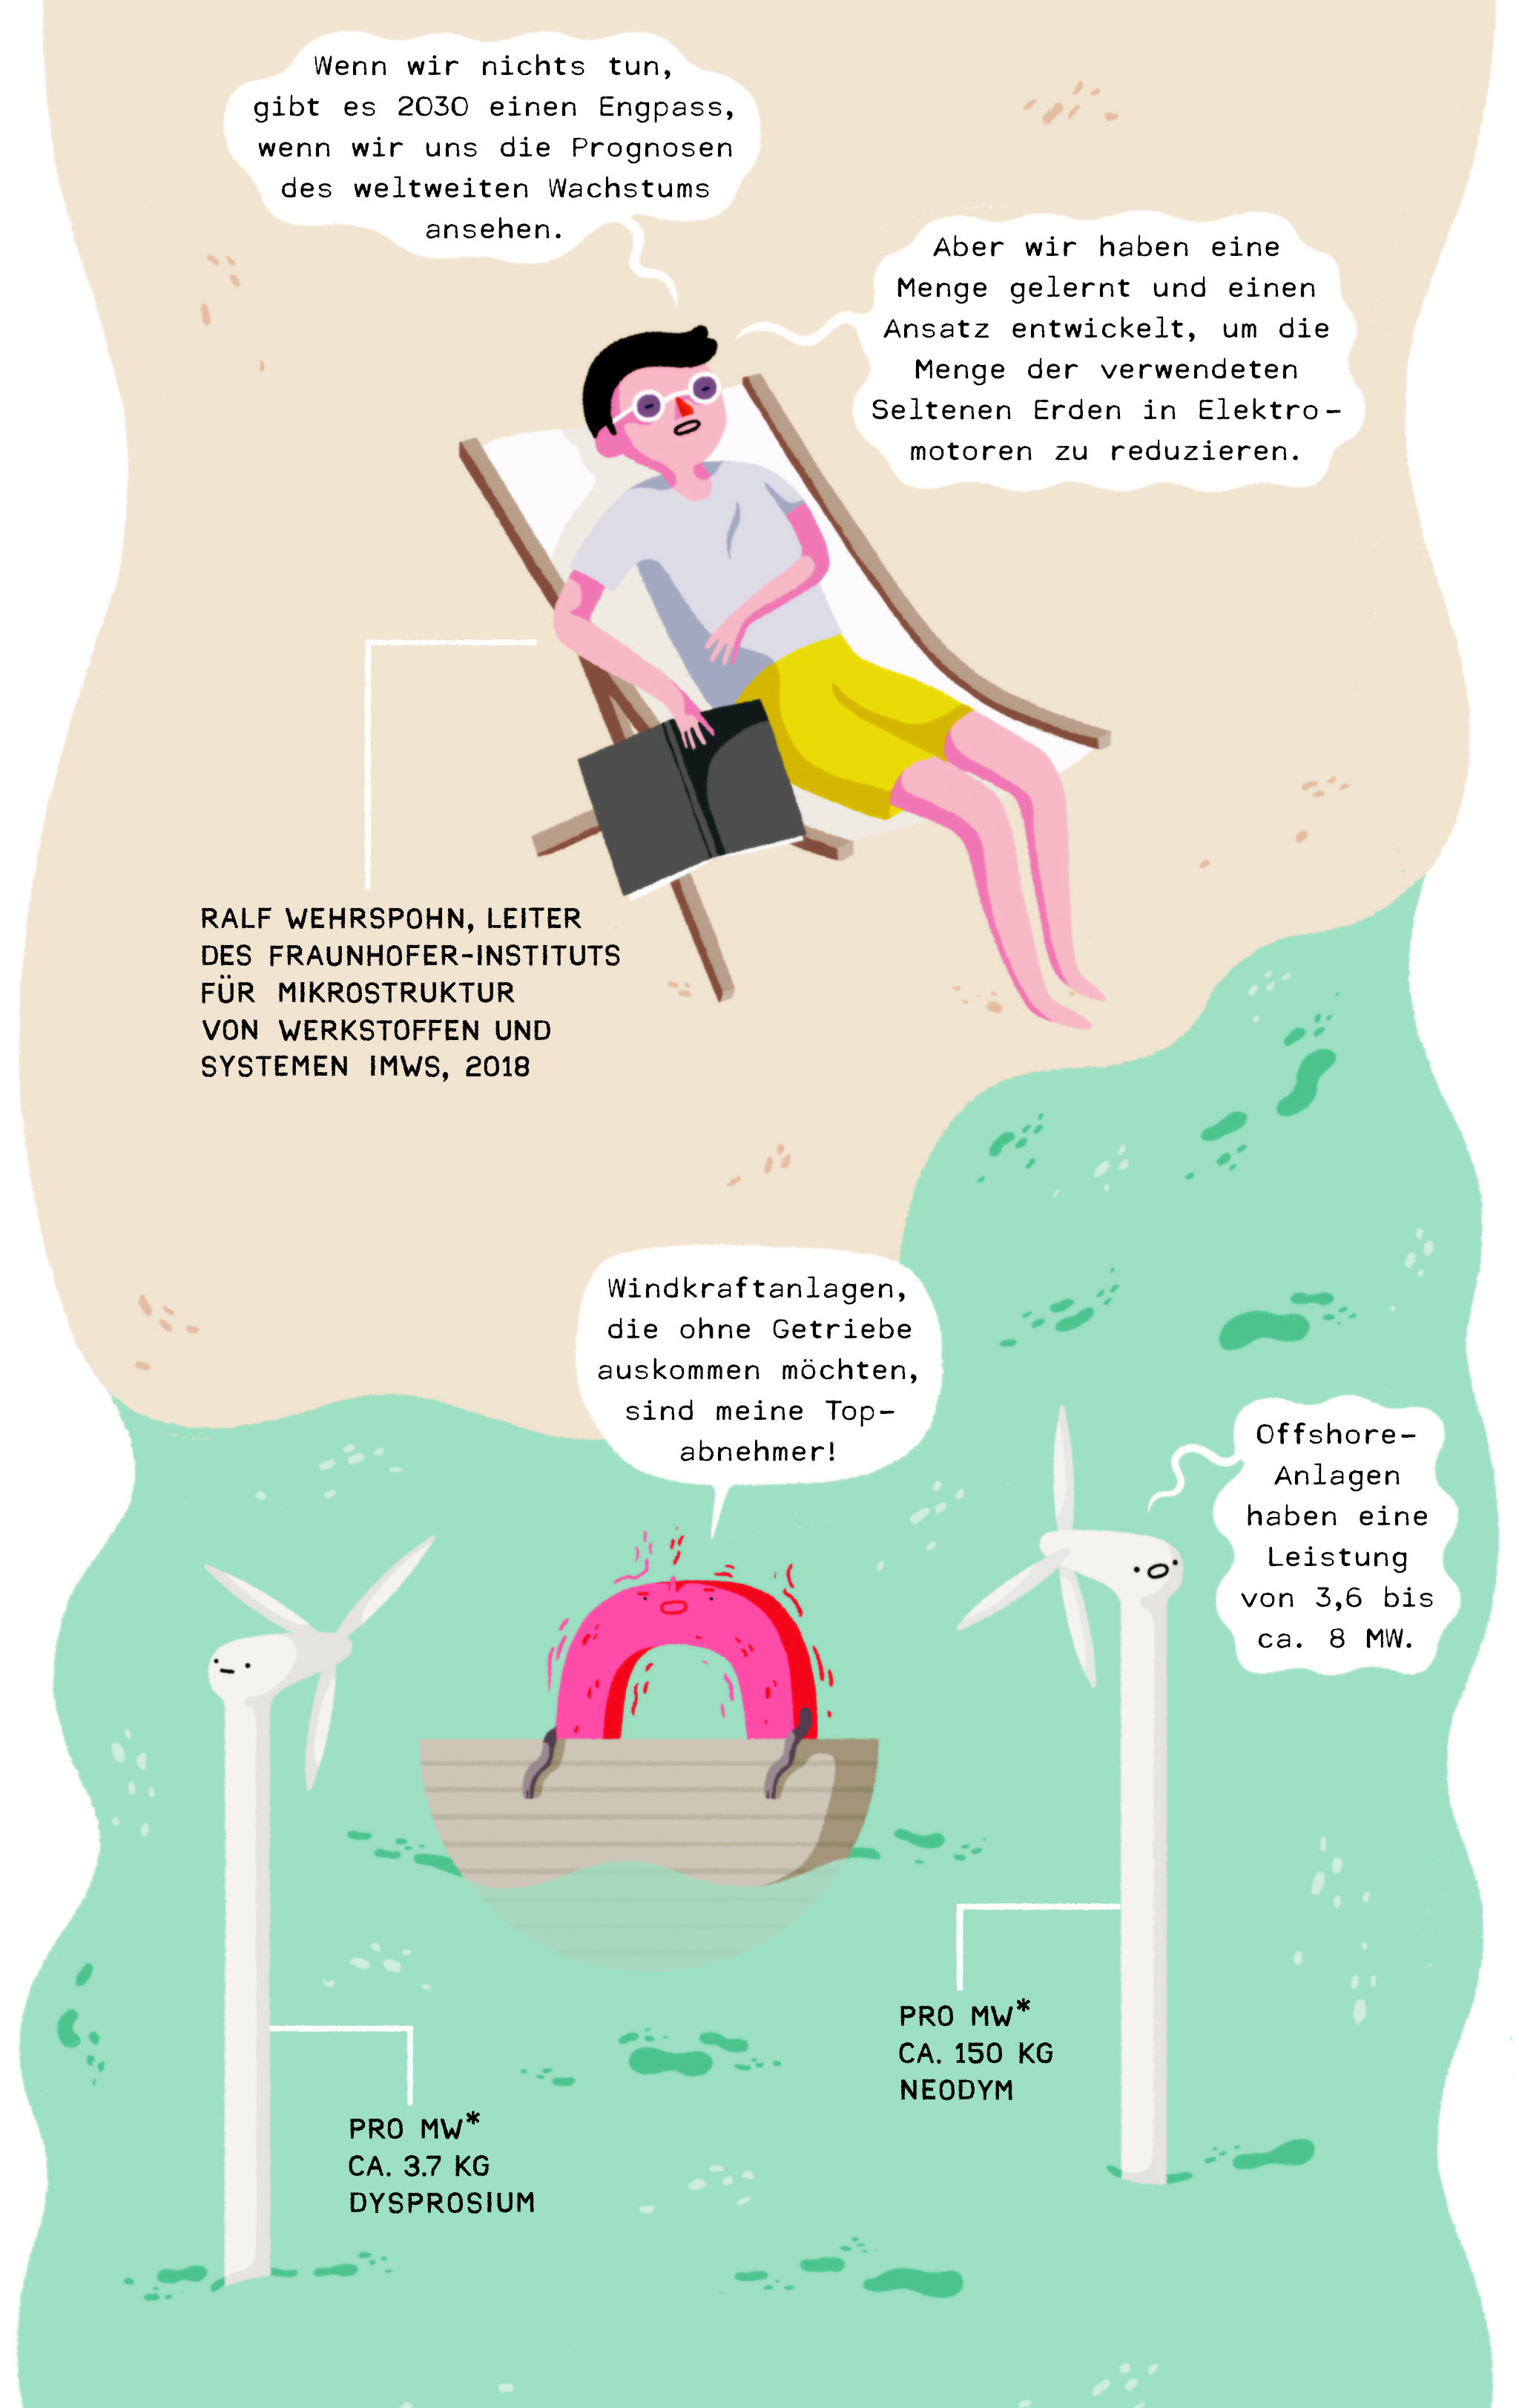 Wenn wir nichts tun,
gibt es 2030 einen Engpass,
wenn wir uns die Prognosen
des weltweiten Wachstums
ansehen.
Aber wir haben eine
Menge gelernt und einen
Ansatz entwickelt, um die
Menge der verwendeten
Seltenen Erden in Elektro-
motoren zu reduzieren.
RALF WEHRSPOHN, LEITER
DES FRAUNHOFER-INSTITUTS
FÜR MIKROSTRUKTUR
VON WERKSTOFFEN UND
SYSTEMEN IMWS, 2018
Windkraftanlagen,
die ohne Getriebe
auskommen möchten,
sind meine Top-
abnehmer!
Offshore-
Anlagen
haben eine
Leistung
von 3,6 bis
ca. 8 MW.
PRO MW*
CA. 150 KG
NEODYM
PRO MW*
CA. 3.7 KG
DYSPROSIUM